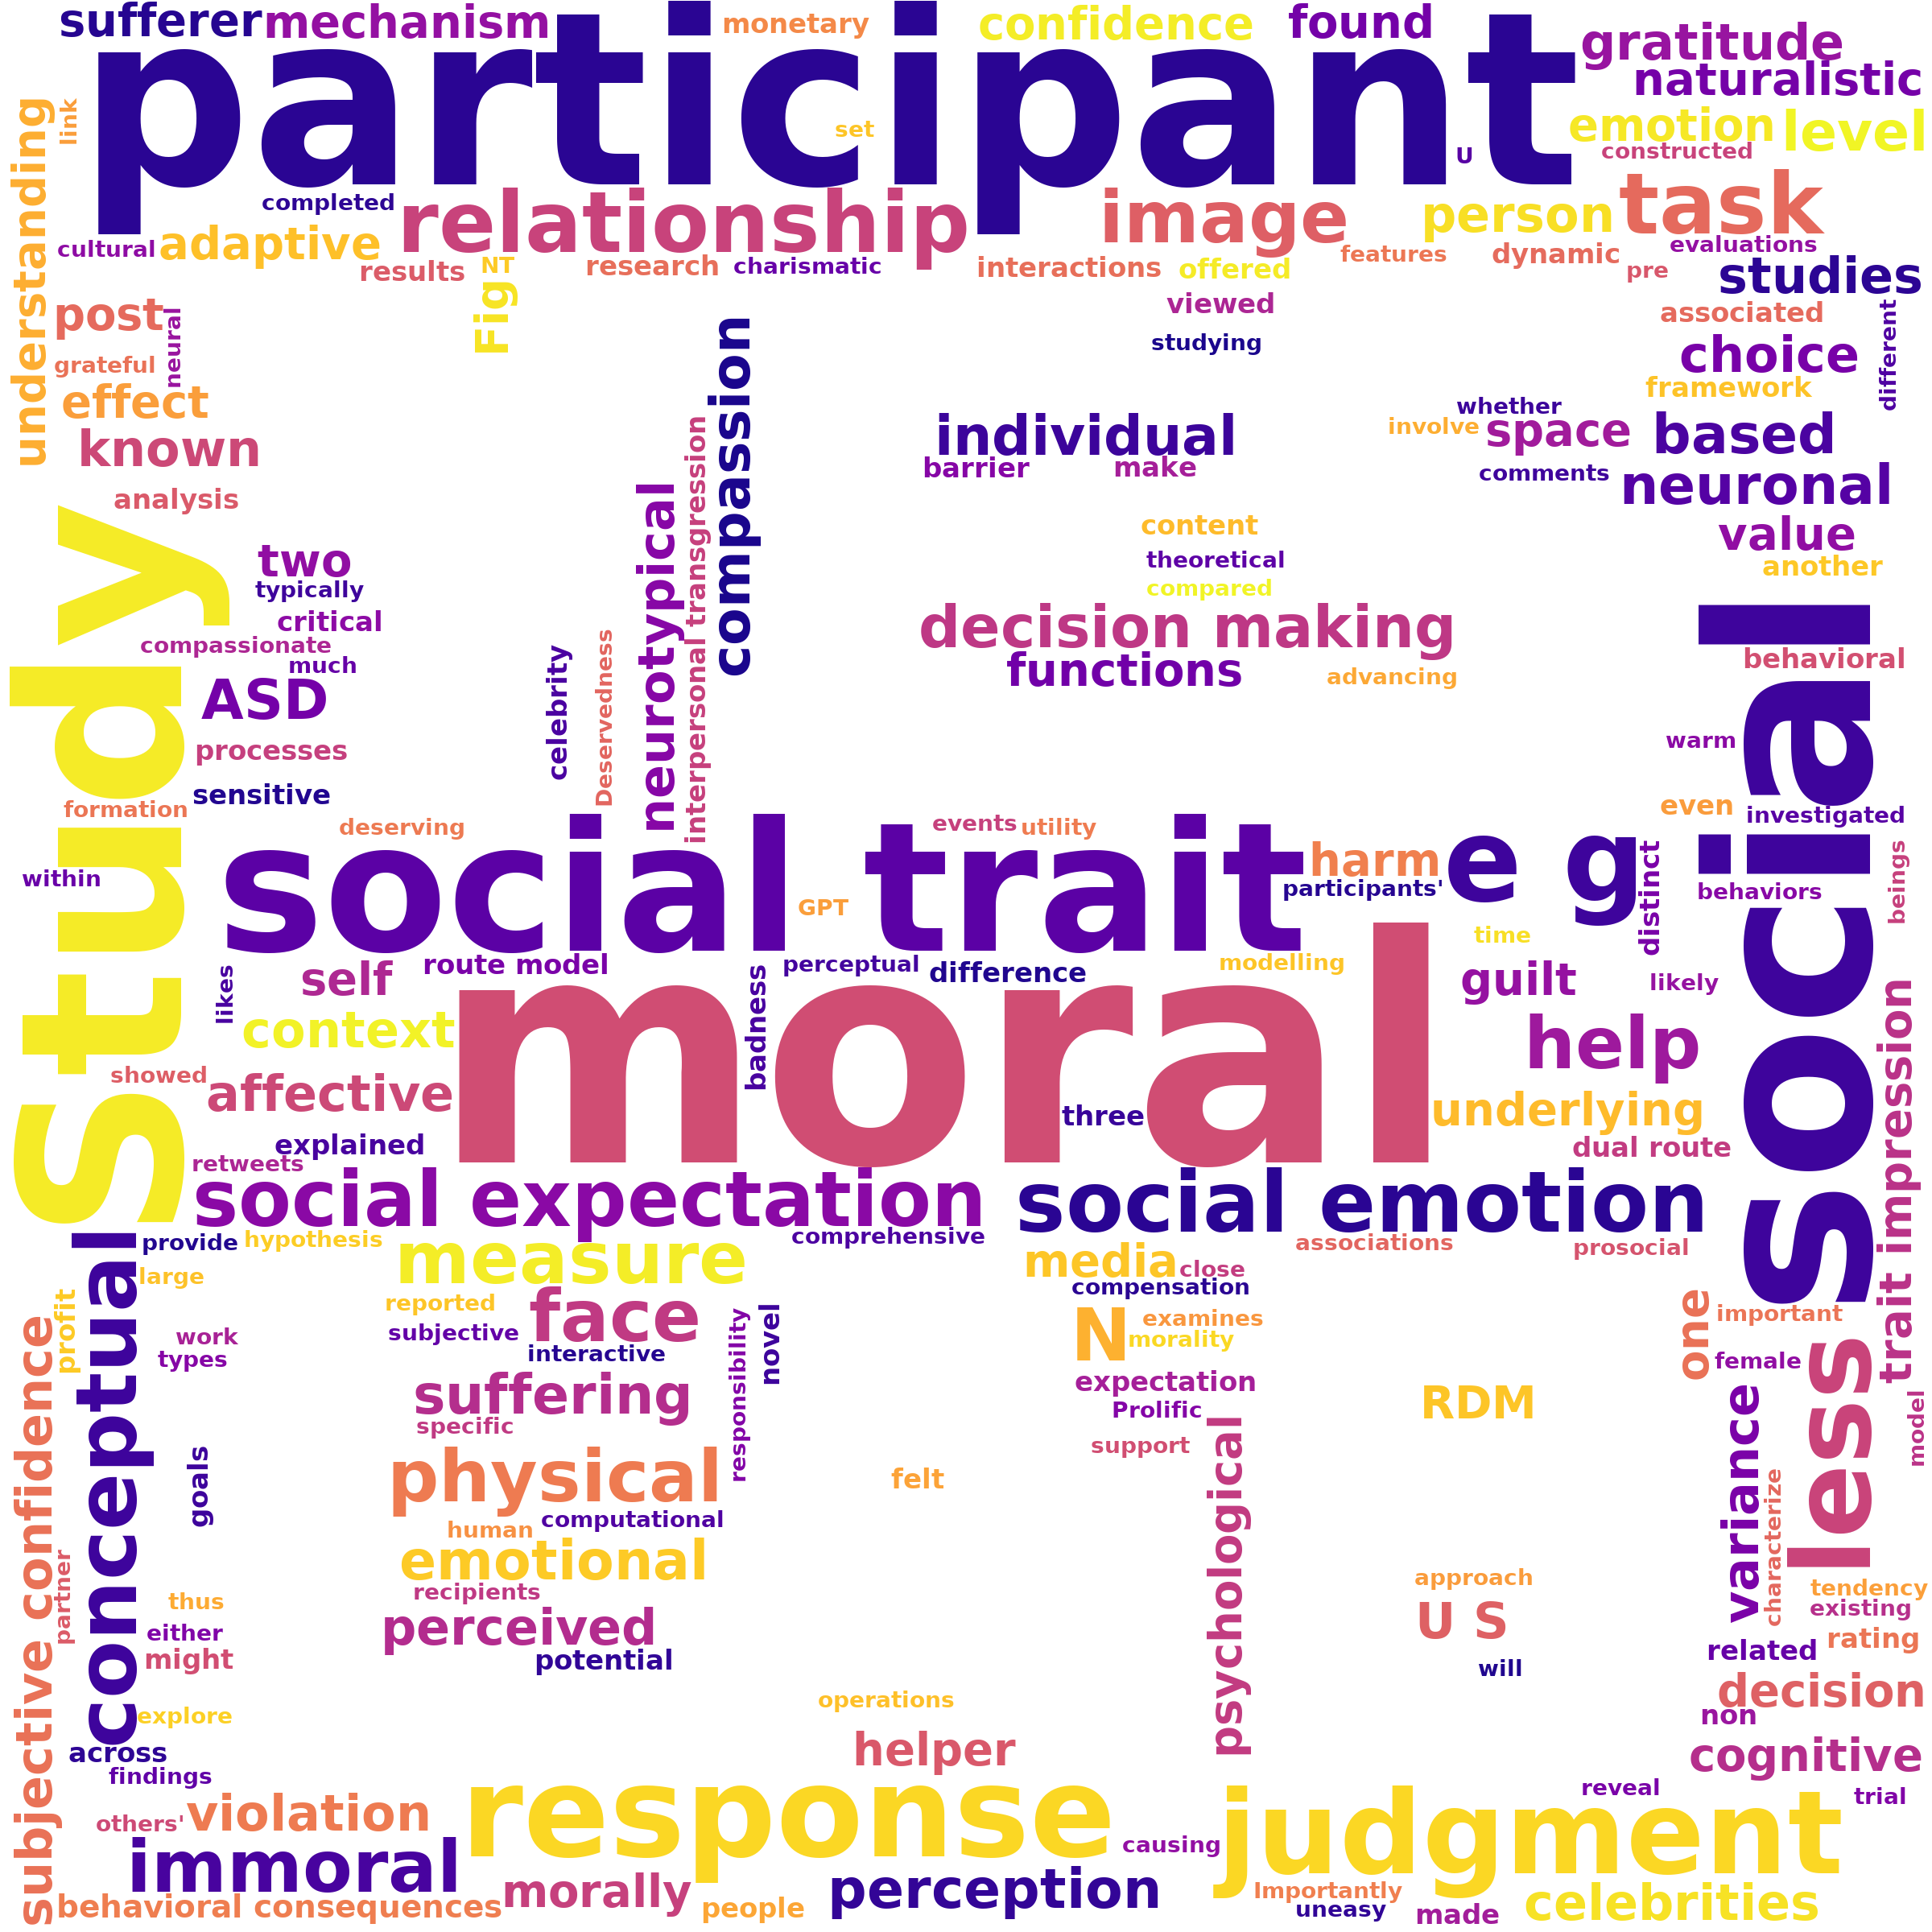 sufferer
mechanism
monetary
confidence
found
gratitude
naturalistic
participant
link
set
U
emotion
level
constructed
understanding
completed
relationship
image
person
task
cultural
adaptive
results
NT
research
charismatic
interactions
offered
features
dynamic
evaluations
pre
studies
Fig
viewed
post
neural
studying
associated
different
grateful
choice
effect
framework
compassion
whether
individual
involve
space
based
known
barrier
make
comments
neuronal
analysis
interpersonal transgression
neurotypical
content
value
two
theoretical
another
typically
compared
critical
decision making
Study
compassionate
functions
behavioral
much
celebrity
Deservedness
advancing
ASD
processes
warm
sensitive
formation
deserving
events
utility
even
investigated
social
social trait
harm
e g
within
participants'
distinct
behaviors
beings
GPT
time
self
route model
perceptual
difference
modelling
guilt
likely
likes
badness
moral
context
help
showed
affective
three
underlying
explained
dual route
retweets
trait impression
social expectation
social emotion
provide
hypothesis
comprehensive
associations
prosocial
measure
media
close
large
compensation
conceptual
profit
reported
face
N
examines
one
important
work
subjective
novel
morality
types
interactive
responsibility
expectation
female
less
suffering
Prolific
RDM
model
specific
support
variance
goals
physical
felt
psychological
characterize
human
computational
emotional
approach
tendency
partner
thus
recipients
existing
either
perceived
U S
rating
might
potential
will
related
subjective confidence
explore
operations
decision
non
across
helper
cognitive
findings
response
judgment
reveal
trial
others'
violation
causing
immoral
morally
perception
Importantly
behavioral consequences
people
uneasy
made
celebrities